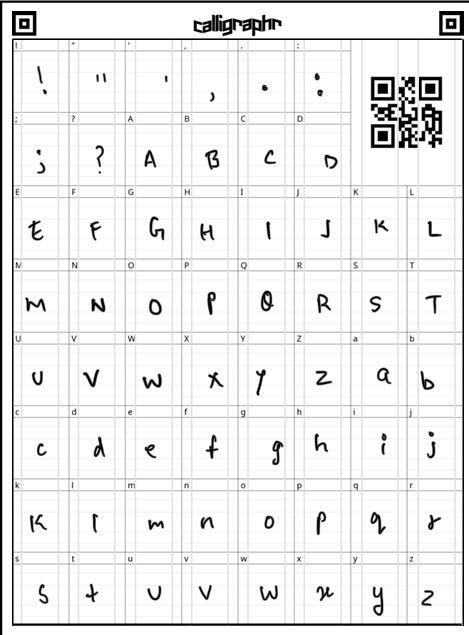 calligraphr
! " ' , . :
! " ' , . :
; ? A B C D
; ? A B C D
E F G H I J K L
E F G H I J K L
M N O P Q R S T
M N O P Q R S T
U V W X Y Z a b
U V W X Y Z a b
c d e f g h i j
c d e f g h i j
k l m n o p q r
k l m n o p q r
s t u v w x y z
s t u v w x y z